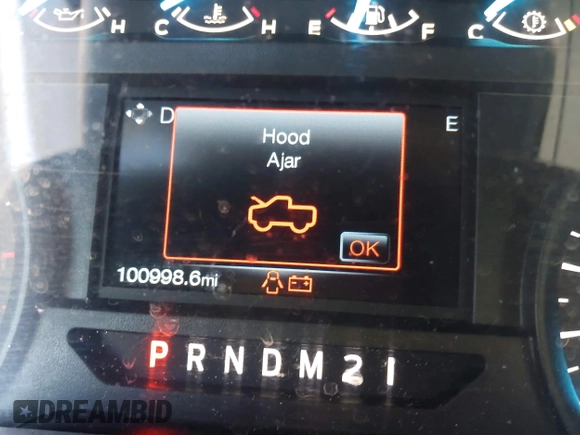 H C H E F C
D
E
Hood
Ajar
OK
100998.6mi
P R N D M 2 1
DREAMBID